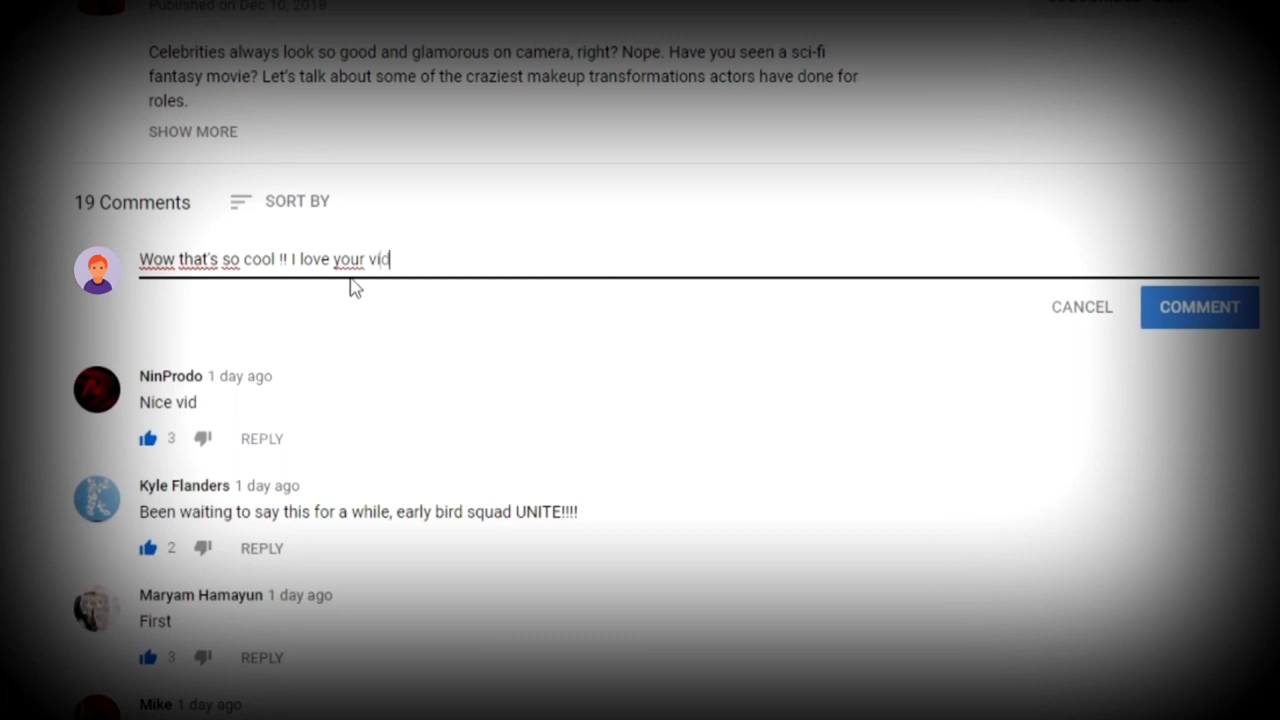 Published on Dec 10, 2018
Celebrities always look so good and glamorous on camera, right? Nope. Have you seen a sci-fi
fantasy movie? Let's talk about some of the craziest makeup transformations actors have done for
roles.
SHOW MORE
19 Comments SORT BY
Wow that's so cool !! I love your vid
CANCEL COMMENT
NinProdo 1 day ago
Nice vid
3 REPLY
Kyle Flanders 1 day ago
Been waiting to say this for a while, early bird squad UNITE!!!!
2 REPLY
Maryam Hamayun 1 day ago
First
3 REPLY
Mike 1 day ago